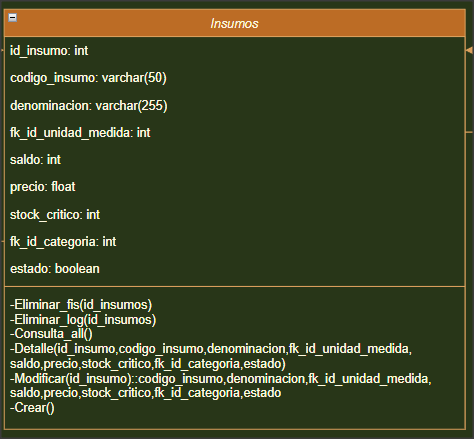 Insumos
id_insumo: int
codigo_insumo: varchar(50)
denominacion: varchar(255)
fk_id_unidad_medida: int
saldo: int
precio: float
stock_critico: int
fk_id_categoria: int
estado: boolean
-Eliminar_fis(id_insumos)
-Eliminar_log(id_insumos)
-Consulta_all()
-Detalle(id_insumo,codigo_insumo,denominacion,fk_id_unidad_medida,
saldo,precio,stock_critico,fk_id_categoria,estado)
-Modificar(id_insumo)::codigo_insumo,denominacion,fk_id_unidad_medida,
saldo,precio,stock_critico,fk_id_categoria,estado
-Crear()